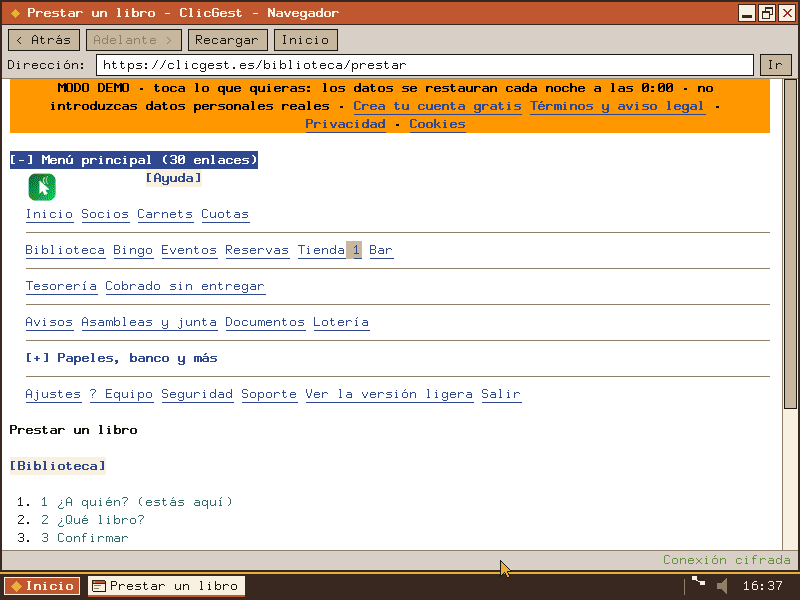 Prestar un libro - ClicGest - Navegador
< Atrás Adelante > Recargar Inicio
Dirección: https://clicgest.es/biblioteca/prestar Ir
MODO DEMO · toca lo que quieras: los datos se restauran cada noche a las 0:00 · no
introduzcas datos personales reales · Crea tu cuenta gratis Términos y aviso legal ·
Privacidad · Cookies
[-] Menú principal (30 enlaces)
[Ayuda]
Inicio Socios Carnets Cuotas
Biblioteca Bingo Eventos Reservas Tienda 1 Bar
Tesorería Cobrado sin entregar
Avisos Asambleas y junta Documentos Lotería
[+] Papeles, banco y más
Ajustes ? Equipo Seguridad Soporte Ver la versión ligera Salir
Prestar un libro
[Biblioteca]
1. 1 ¿A quién? (estás aquí)
2. 2 ¿Qué libro?
3. 3 Confirmar
Conexión cifrada
Inicio Prestar un libro 16:37